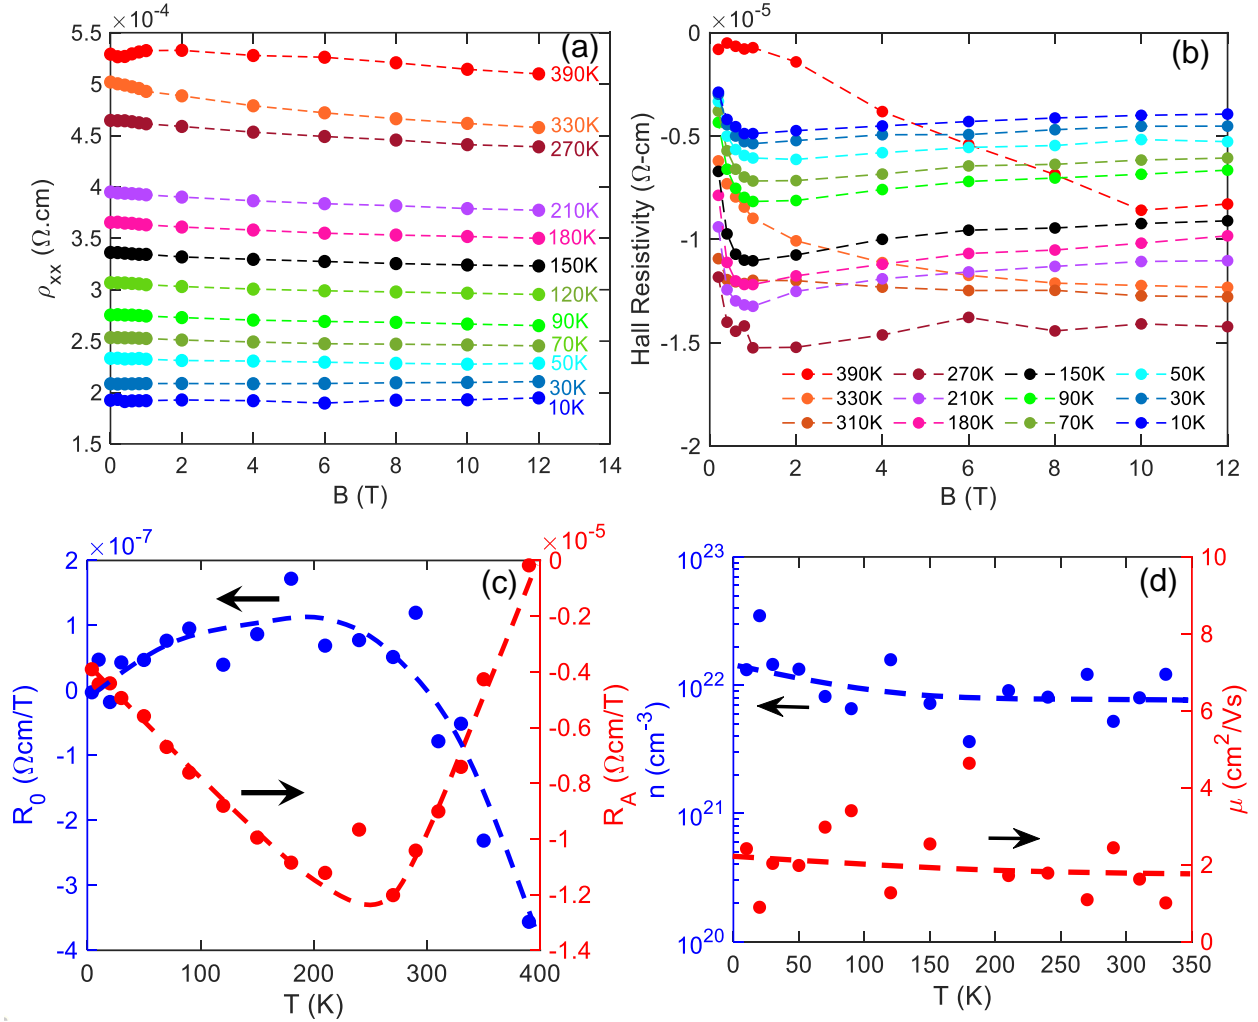 ×10⁻⁴
(a)
5.5
5
4.5
4
3.5
3
2.5
2
1.5
ρxx (Ω.cm)
390K
330K
270K
210K
180K
150K
120K
90K
70K
50K
30K
10K
0 2 4 6 8 10 12 14
B (T)
×10⁻⁵
(b)
0
-0.5
-1
-1.5
-2
Hall Resistivity (Ω-cm)
390K 270K 150K 50K
330K 210K 90K 30K
310K 180K 70K 10K
0 2 4 6 8 10 12
B (T)
×10⁻⁷
×10⁻⁵
(c)
2
1
0
-1
-2
-3
-4
R₀ (Ωcm/T)
0
-0.2
-0.4
-0.6
-0.8
-1
-1.2
-1.4
R_A (Ωcm/T)
0 100 200 300 400
T (K)
(d)
10²³
10²²
10²¹
10²⁰
n (cm⁻³)
10
8
6
4
2
0
μ (cm²/Vs)
0 50 100 150 200 250 300 350
T (K)